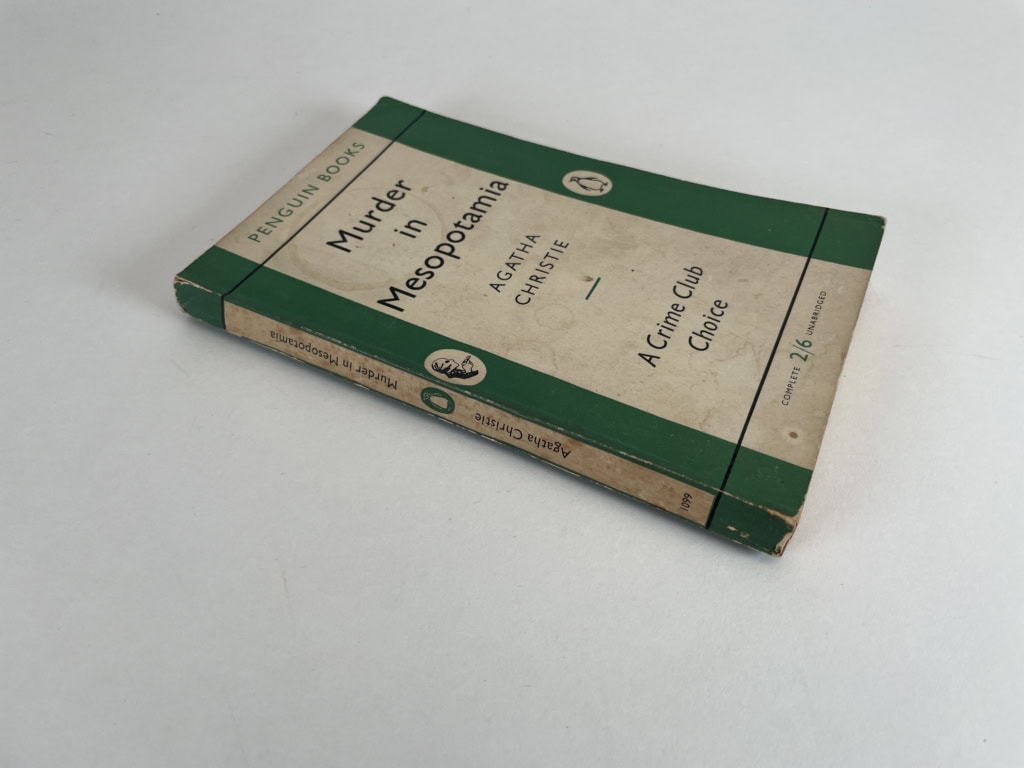 PENGUIN BOOKS
Murder
in
Mesopotamia
AGATHA
CHRISTIE
A Crime Club
Choice
COMPLETE 2/6 UNABRIDGED
Murder in Mesopotamia
Agatha Christie
1099